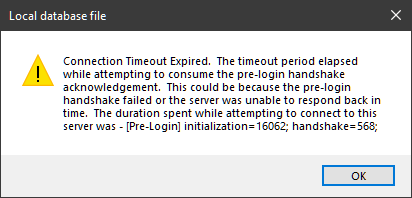 Local database file
Connection Timeout Expired.  The timeout period elapsed
while attempting to consume the pre-login handshake
acknowledgement.  This could be because the pre-login
handshake failed or the server was unable to respond back in
time.  The duration spent while attempting to connect to this
server was - [Pre-Login] initialization=16062; handshake=568;
OK